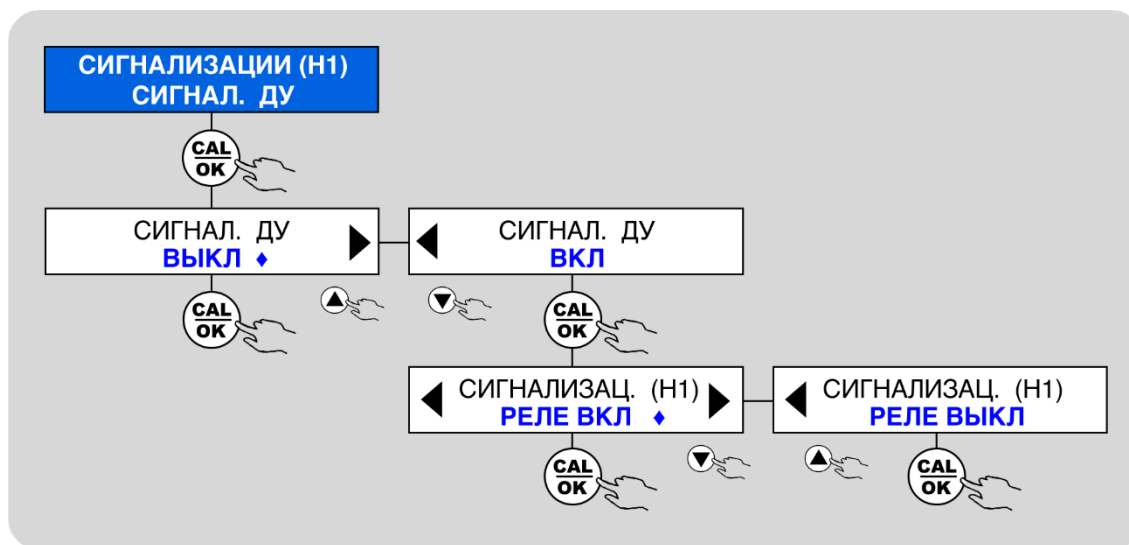 СИГНАЛИЗАЦИИ (H1)
СИГНАЛ. ДУ
CAL
OK
СИГНАЛ. ДУ
ВЫКЛ ♦
СИГНАЛ. ДУ
ВКЛ
CAL
OK
CAL
OK
СИГНАЛИЗАЦ. (H1)
РЕЛЕ ВКЛ ♦
СИГНАЛИЗАЦ. (H1)
РЕЛЕ ВЫКЛ
CAL
OK
CAL
OK